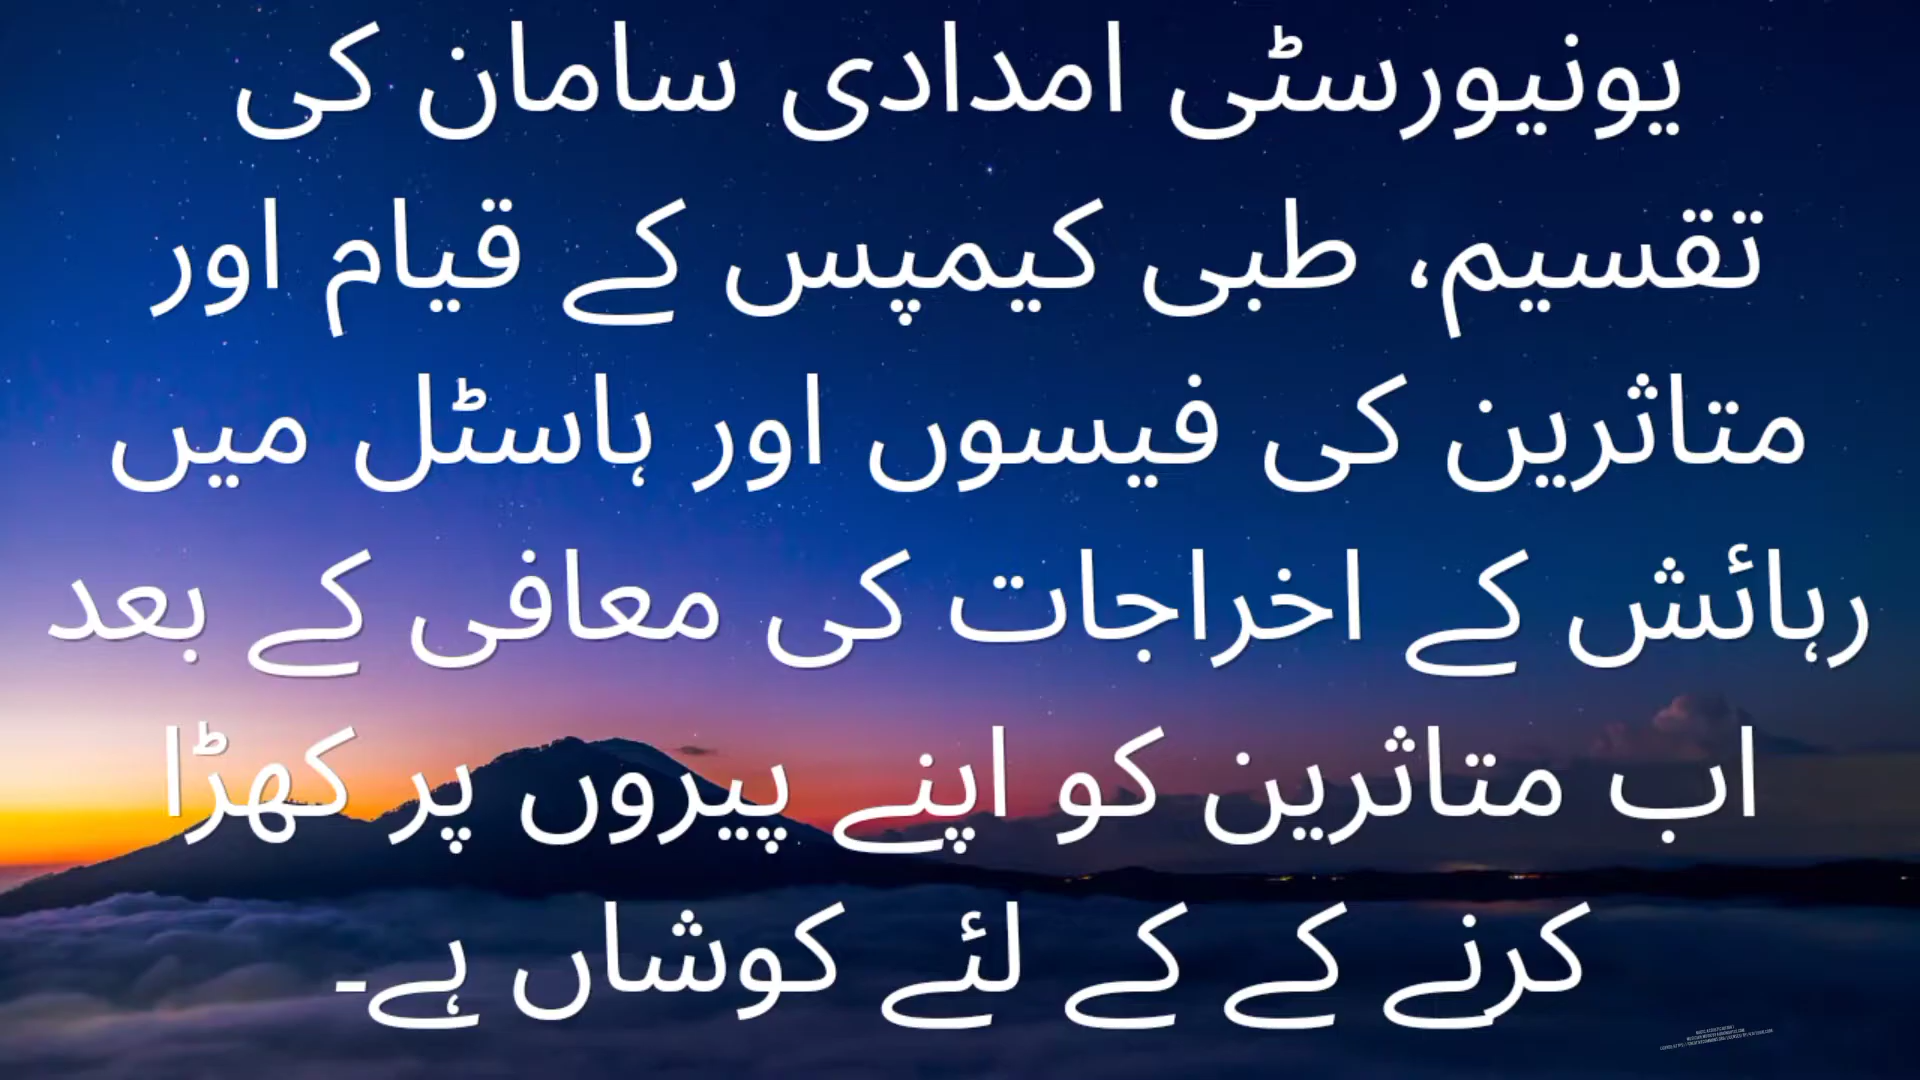 یونیورسٹی امدادی سامان کی
تقسیم، طبی کیمپس کے قیام اور
متاثرین کی فیسوں اور ہاسٹل میں
رہائش کے اخراجات کی معافی کے بعد
اب متاثرین کو اپنے پیروں پر کھڑا
کرنے کے کے لئے کوشاں ہے۔